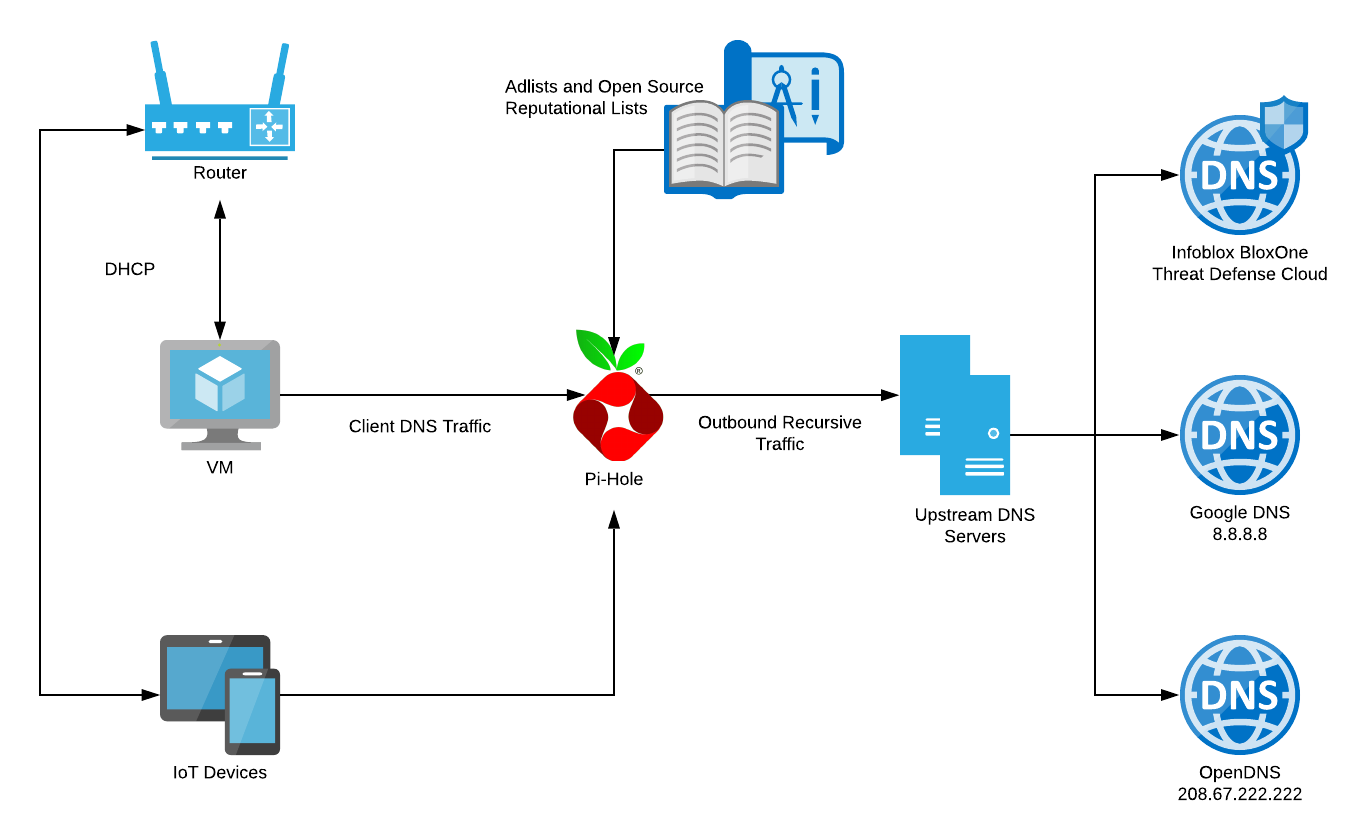 Adlists and Open Source
Reputational Lists
Router
DHCP
VM
Client DNS Traffic
®
Pi-Hole
Outbound Recursive
Traffic
Upstream DNS
Servers
DNS
Infoblox BloxOne
Threat Defense Cloud
DNS
Google DNS
8.8.8.8
IoT Devices
DNS
OpenDNS
208.67.222.222